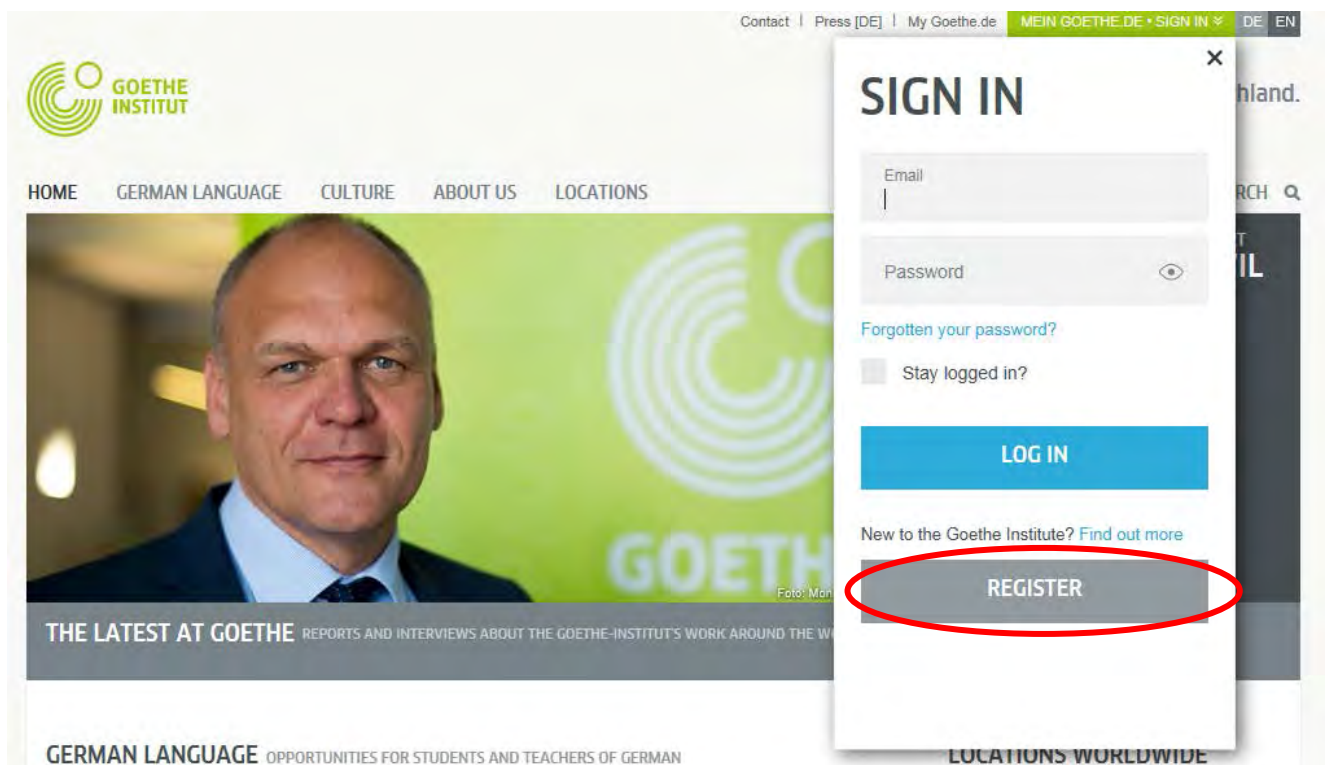 Contact | Press [DE] | My Goethe.de MEIN GOETHE.DE • SIGN IN DE EN
GOETHE
INSTITUT
hland.
HOME GERMAN LANGUAGE CULTURE ABOUT US LOCATIONS
RCH
SIGN IN
Email
Password
Forgotten your password?
Stay logged in?
LOG IN
New to the Goethe Institute? Find out more
REGISTER
T
IL
GOETH
Foto: Mon
THE LATEST AT GOETHE REPORTS AND INTERVIEWS ABOUT THE GOETHE-INSTITUT'S WORK AROUND THE W
GERMAN LANGUAGE OPPORTUNITIES FOR STUDENTS AND TEACHERS OF GERMAN
LOCATIONS WORLDWIDE